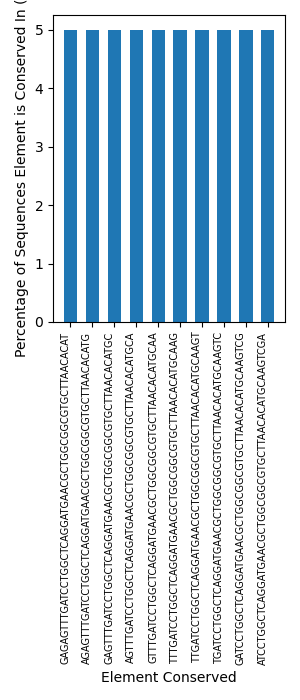 Percentage of Sequences Element is Conserved In (
5
4
3
2
1
0
GAGAGTTTGATCCTGGCTCAGGATGAACGCTGGCGGCGTGCTTAACACAT
AGAGTTTGATCCTGGCTCAGGATGAACGCTGGCGGCGTGCTTAACACATG
GAGTTTGATCCTGGCTCAGGATGAACGCTGGCGGCGTGCTTAACACATGC
AGTTTGATCCTGGCTCAGGATGAACGCTGGCGGCGTGCTTAACACATGCA
GTTTGATCCTGGCTCAGGATGAACGCTGGCGGCGTGCTTAACACATGCAA
TTTGATCCTGGCTCAGGATGAACGCTGGCGGCGTGCTTAACACATGCAAG
TTGATCCTGGCTCAGGATGAACGCTGGCGGCGTGCTTAACACATGCAAGT
TGATCCTGGCTCAGGATGAACGCTGGCGGCGTGCTTAACACATGCAAGTC
GATCCTGGCTCAGGATGAACGCTGGCGGCGTGCTTAACACATGCAAGTCG
ATCCTGGCTCAGGATGAACGCTGGCGGCGTGCTTAACACATGCAAGTCGA
Element Conserved